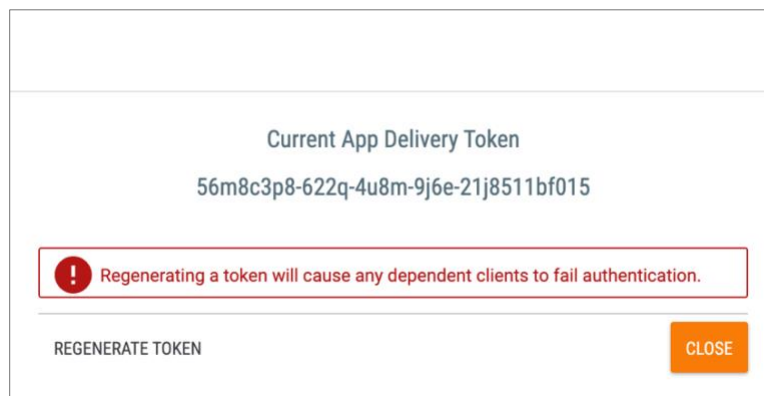 Current App Delivery Token
56m8c3p8-622q-4u8m-9j6e-21j8511bf015
Regenerating a token will cause any dependent clients to fail authentication.
REGENERATE TOKEN
CLOSE